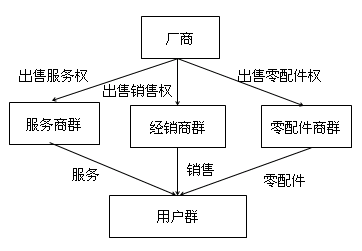 厂商
出售服务权
出售销售权
出售零配件权
服务商群
经销商群
零配件商群
服务
销售
零配件
用户群